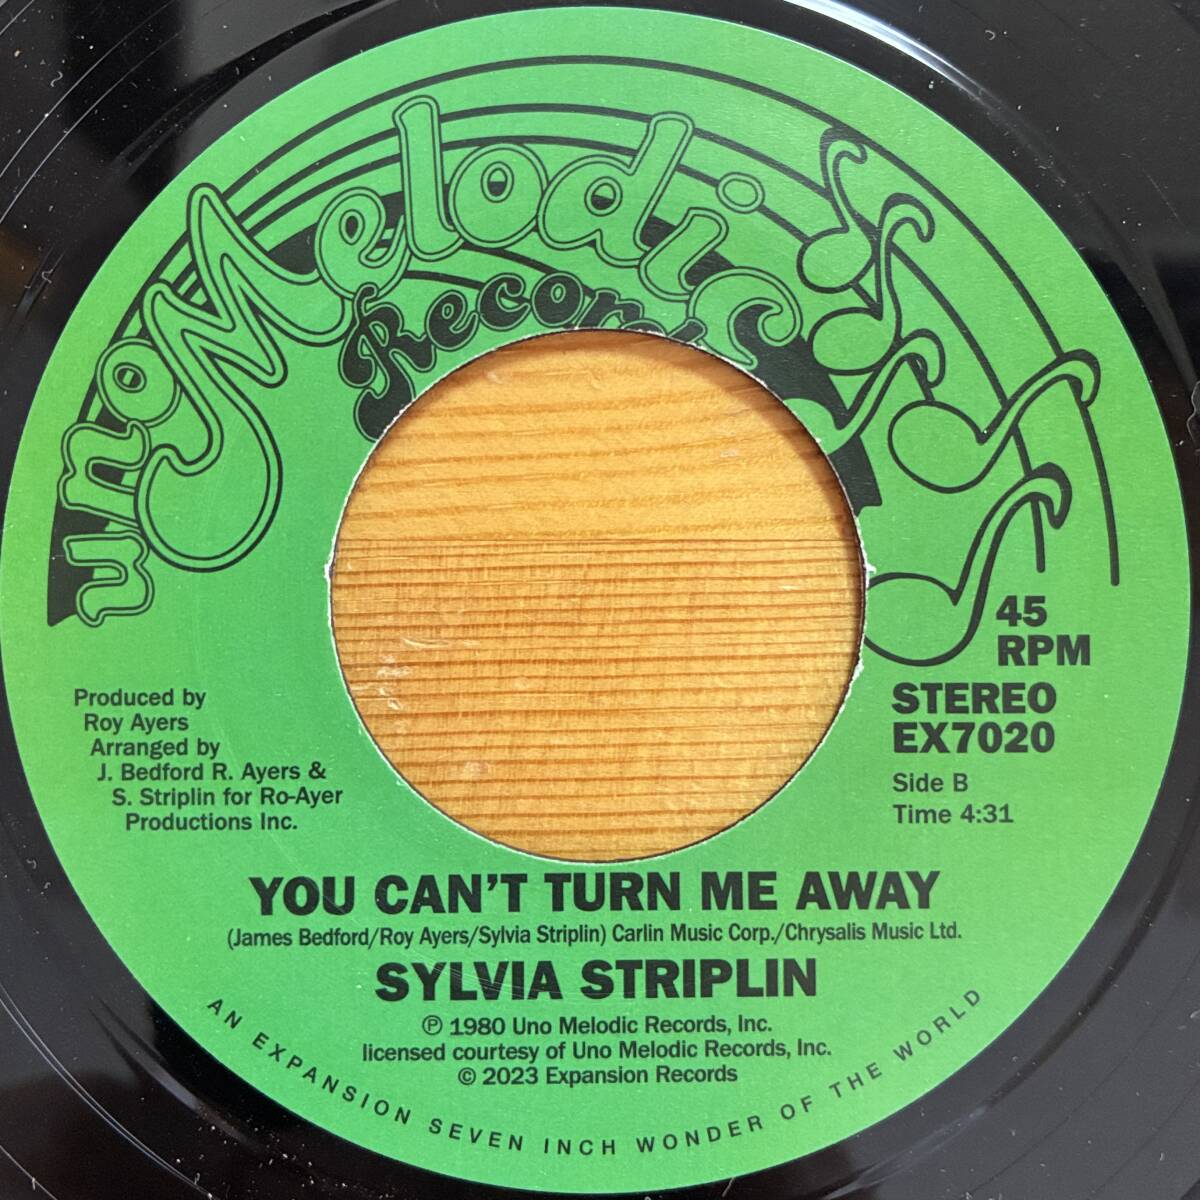 uno Melodic
Records
45
RPM
STEREO
EX7020
Side B
Time 4:31
Produced by
Roy Ayers
Arranged by
J. Bedford R. Ayers &
S. Striplin for Ro-Ayer
Productions Inc.
YOU CAN'T TURN ME AWAY
(James Bedford/Roy Ayers/Sylvia Striplin) Carlin Music Corp./Chrysalis Music Ltd.
SYLVIA STRIPLIN
℗ 1980 Uno Melodic Records, Inc.
licensed courtesy of Uno Melodic Records, Inc.
© 2023 Expansion Records
AN EXPANSION SEVEN INCH WONDER OF THE WORLD